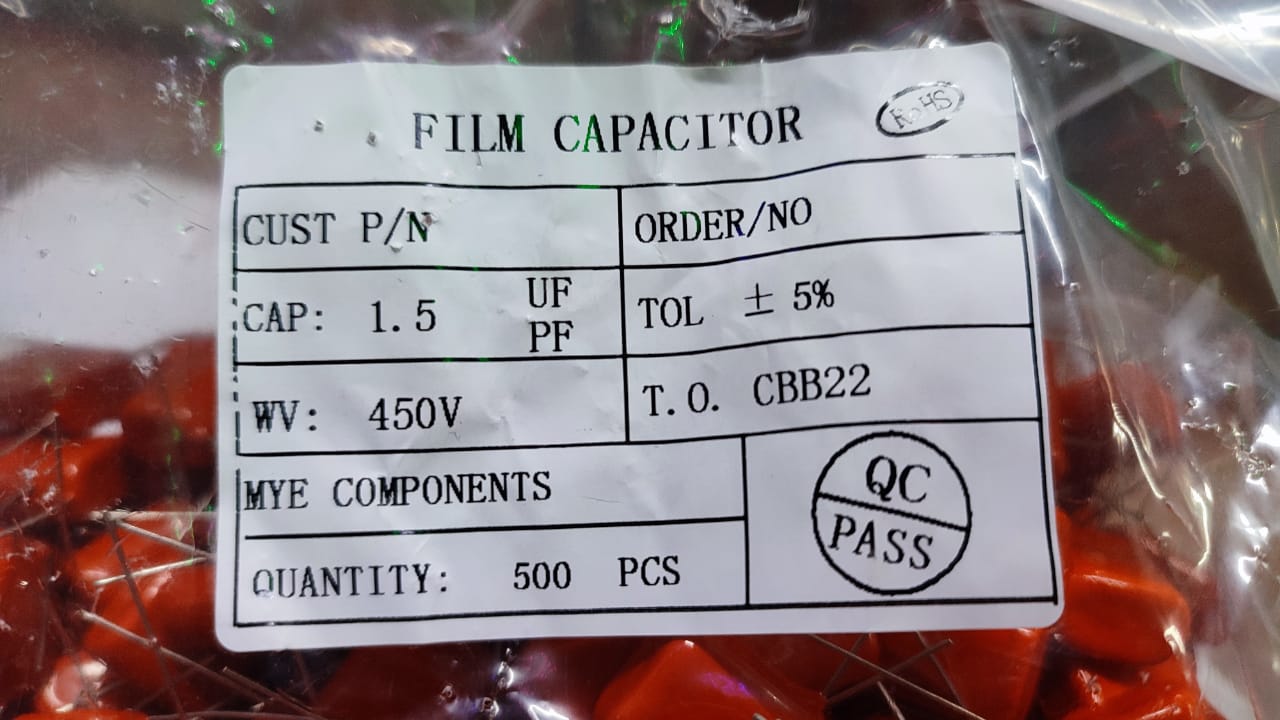 FILM CAPACITOR
RoHS
CUST P/N
ORDER/NO
CAP: 1.5 UF
PF
TOL ± 5%
WV: 450V
T.O. CBB22
MYE COMPONENTS
QUANTITY: 500 PCS
QC
PASS